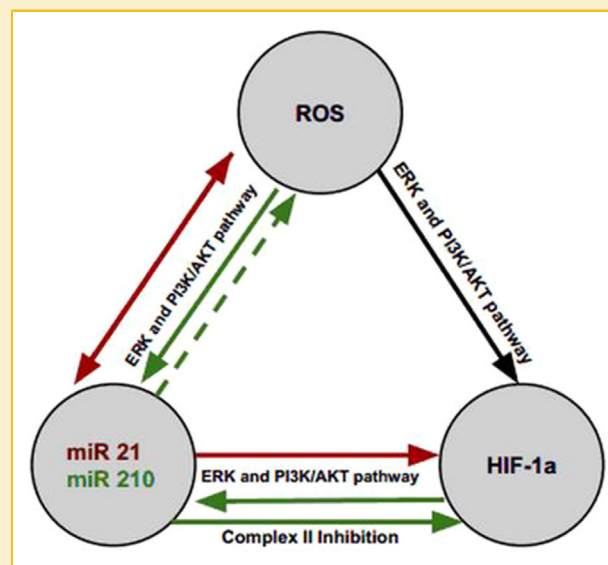 ROS
ERK and PI3K/AKT pathway
ERK and PI3K/AKT pathway
miR 21
miR 210
ERK and PI3K/AKT pathway
HIF-1a
Complex II Inhibition